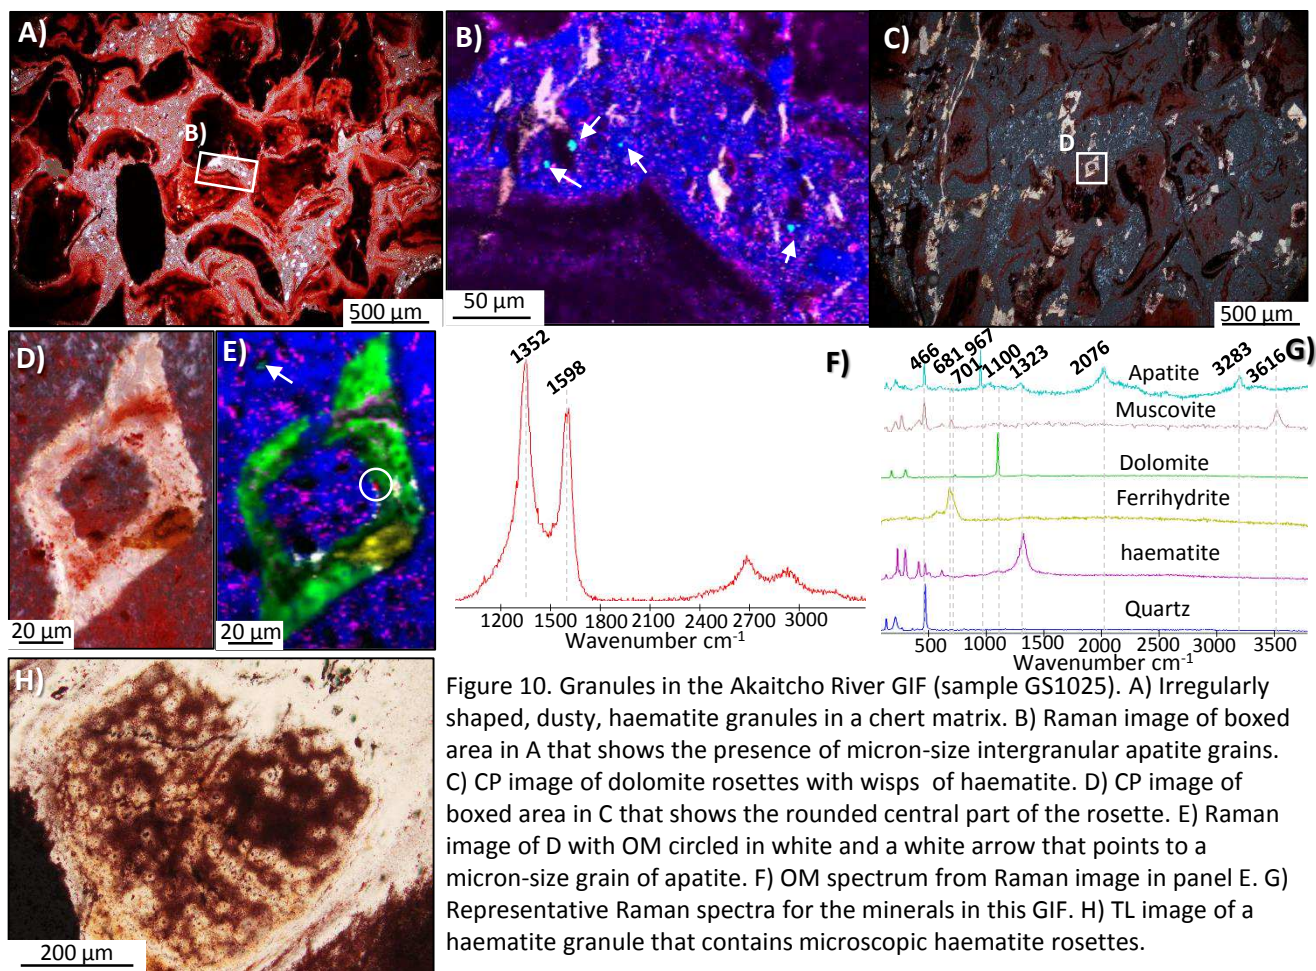 A)
B)
500 µm
B)
50 µm
C)
D
500 µm
D)
20 µm
E)
20 µm
F)
1352
1598
1200 1500 1800 2100 2400 2700 3000
Wavenumber cm-1
G)
466 681 701 967 1100 1323 2076 3283 3616
Apatite
Muscovite
Dolomite
Ferrihydrite
haematite
Quartz
500 1000 1500 2000 2500 3000 3500
Wavenumber cm-1
H)
200 µm
Figure 10. Granules in the Akaitcho River GIF (sample GS1025). A) Irregularly
shaped, dusty, haematite granules in a chert matrix. B) Raman image of boxed
area in A that shows the presence of micron-size intergranular apatite grains.
C) CP image of dolomite rosettes with wisps of haematite. D) CP image of
boxed area in C that shows the rounded central part of the rosette. E) Raman
image of D with OM circled in white and a white arrow that points to a
micron-size grain of apatite. F) OM spectrum from Raman image in panel E. G)
Representative Raman spectra for the minerals in this GIF. H) TL image of a
haematite granule that contains microscopic haematite rosettes.